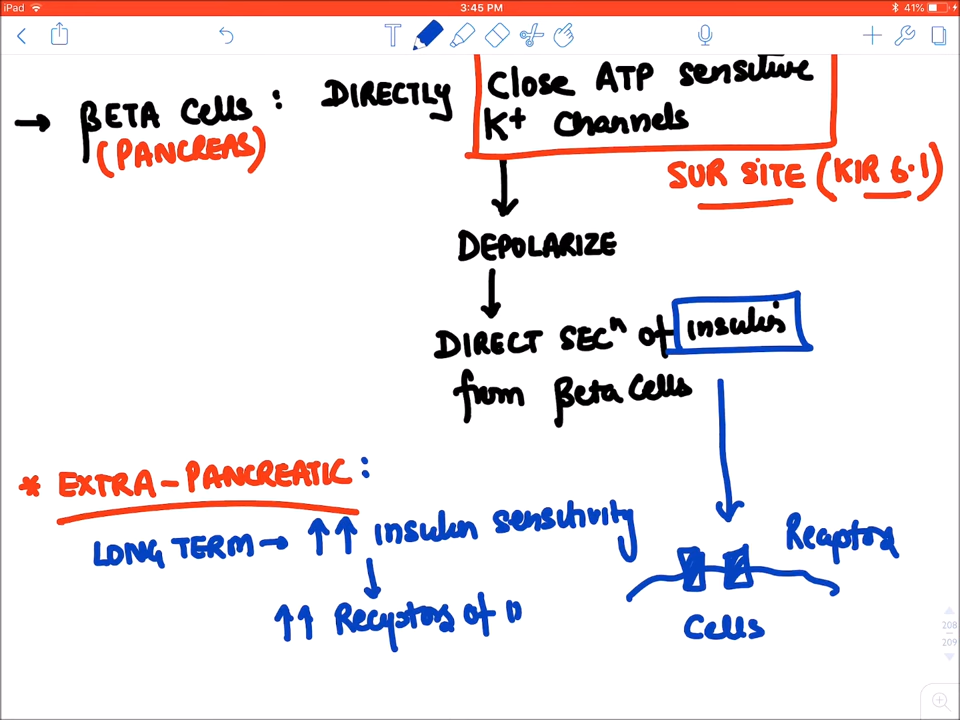 iPad 3:45 PM 41%
T
Close ATP sensitive
→ BETA Cells : DIRECTLY
K+ Channels
(PANCREAS)
SUR SITE (KIR 6.1)
DEPOLARIZE
DIRECT SECⁿ of insulin
from Beta Cells
* EXTRA-PANCREATIC:
LONG TERM → ↑↑ insulin sensitivity
Receptors
↑↑ Receptors of
Cells
208
209